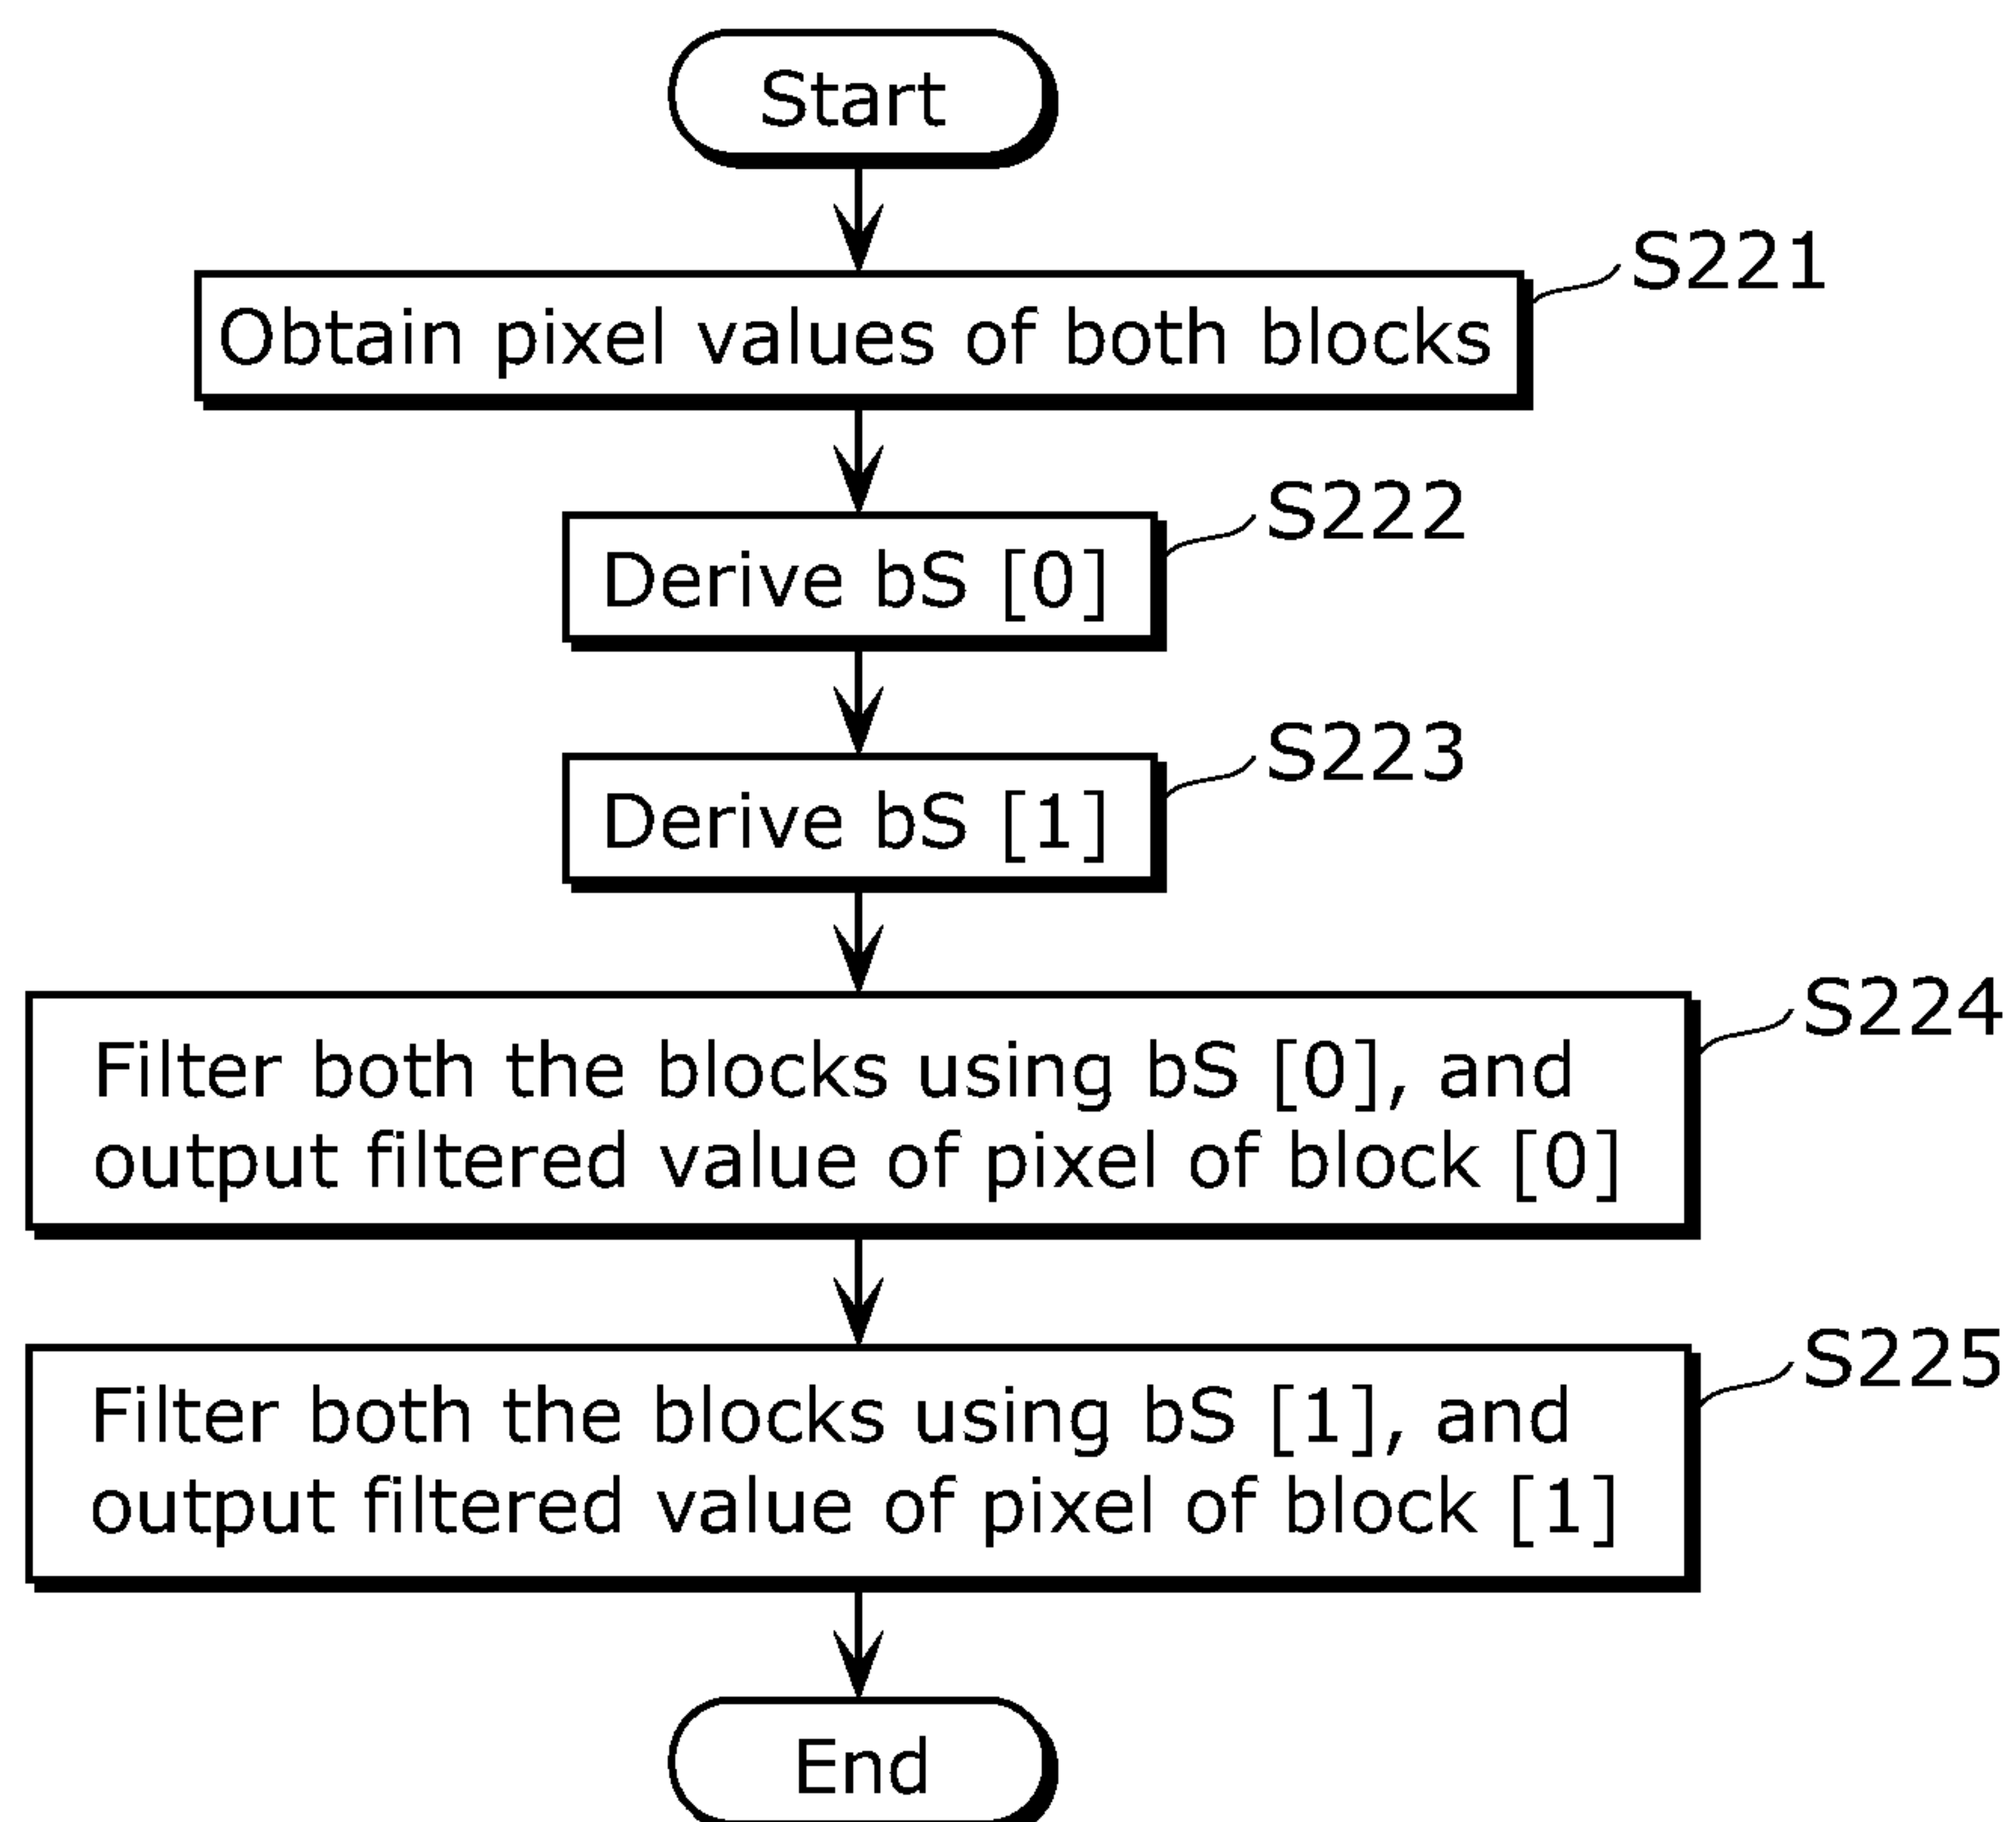 Start
S221
Obtain pixel values of both blocks
S222
Derive bS [0]
S223
Derive bS [1]
S224
Filter both the blocks using bS [0], and
output filtered value of pixel of block [0]
S225
Filter both the blocks using bS [1], and
output filtered value of pixel of block [1]
End